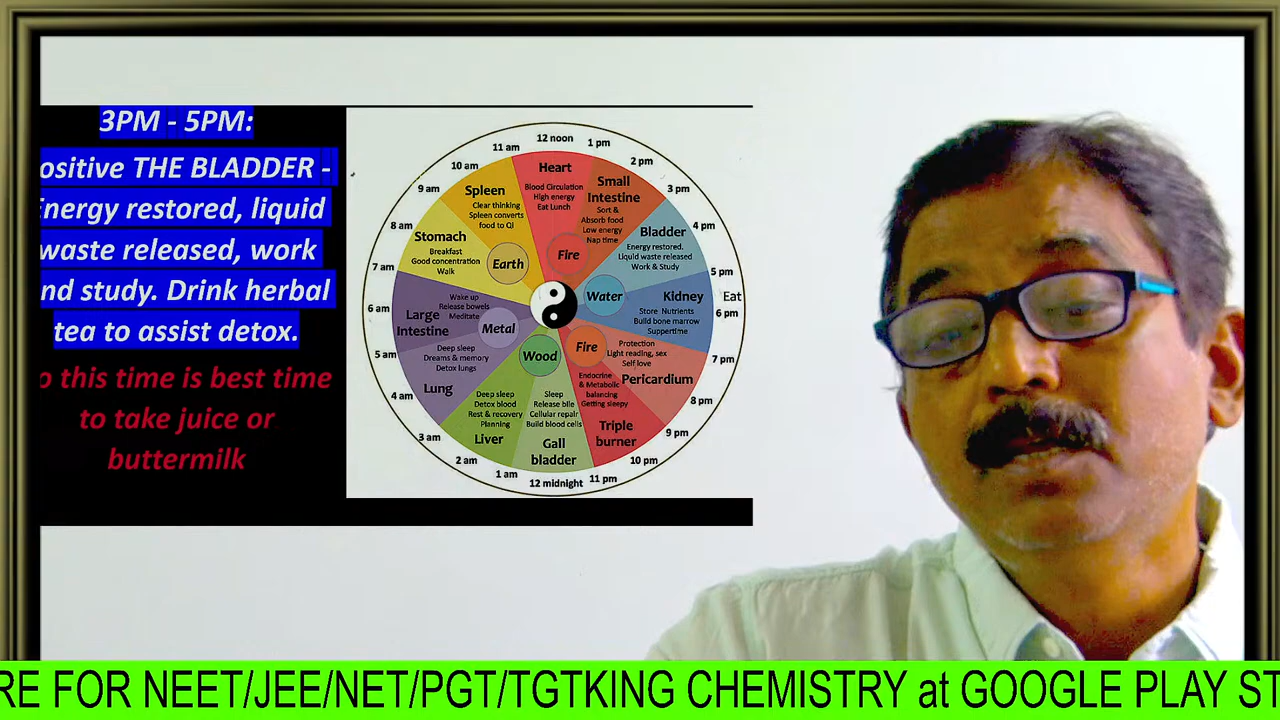 3PM - 5PM:
ositive THE BLADDER -
Energy restored, liquid
waste released, work
nd study. Drink herbal
tea to assist detox.
o this time is best time
to take juice or
buttermilk
12 noon
1 pm
2 pm
3 pm
4 pm
5 pm
Eat
6 pm
7 pm
8 pm
9 pm
10 pm
11 pm
12 midnight
1 am
2 am
3 am
4 am
5 am
6 am
7 am
8 am
9 am
10 am
11 am
Heart
Blood Circulation
High energy
Eat Lunch
Small
Intestine
Sort &
Absorb food
Low energy
Nap time
Fire
Bladder
Energy restored.
Liquid waste released
Work & Study
Water
Kidney
Store Nutrients
Build bone marrow
Suppertime
Protection
Light reading, sex
Self love
Pericardium
Fire
Endocrine
& Metabolic
balancing
Getting sleepy
Triple
burner
Sleep
Release bile
Cellular repair
Build blood cells
Gall
bladder
Wood
Deep sleep
Detox blood
Rest & recovery
Planning
Liver
Deep sleep
Dreams & memory
Detox lungs
Lung
Metal
Wake up
Release bowels
Meditate
Large
Intestine
Stomach
Breakfast
Good concentration
Walk
Earth
Spleen
Clear thinking
Spleen converts
food to QI
RE FOR NEET/JEE/NET/PGT/TGTKING CHEMISTRY at GOOGLE PLAY ST